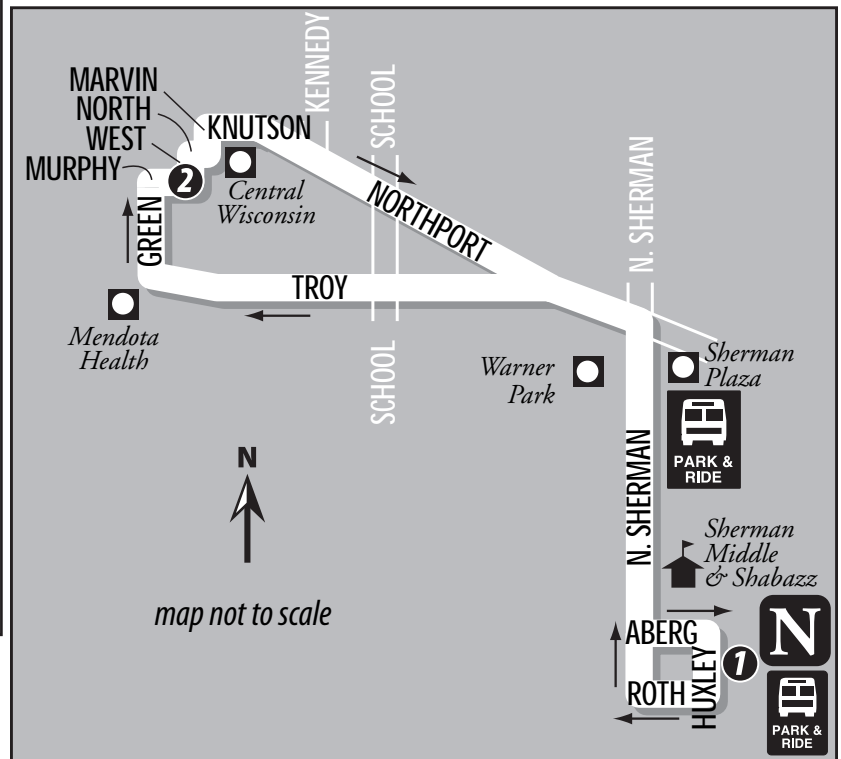 MARVIN
NORTH
WEST
MURPHY
KNUTSON
KENNEDY
SCHOOL
2
Central
Wisconsin
NORTHPORT
N. SHERMAN
GREEN
TROY
Mendota
Health
SCHOOL
Warner
Park
Sherman
Plaza
PARK &
RIDE
N
map not to scale
N. SHERMAN
Sherman
Middle
& Shabazz
ABERG
HUXLEY
1
N
ROTH
PARK &
RIDE